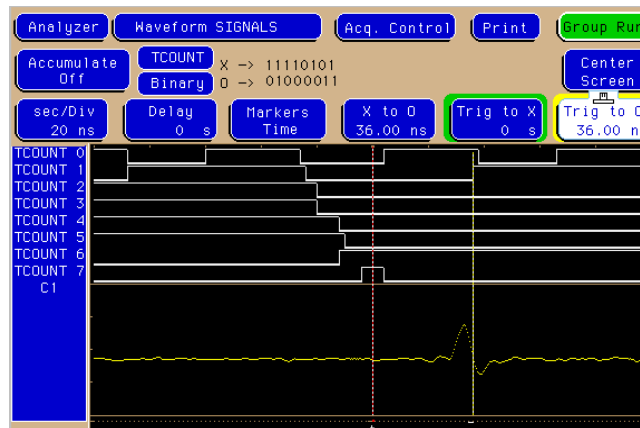 Analyzer Waveform SIGNALS Acq. Control Print Group Run
Accumulate Off TCOUNT X -> 11110101 Center Screen
Binary O -> 01000011
sec/Div 20 ns Delay 0 s Markers Time X to O 36.00 ns Trig to X 0 s Trig to O 36.00 n
TCOUNT 0
TCOUNT 1
TCOUNT 2
TCOUNT 3
TCOUNT 4
TCOUNT 5
TCOUNT 6
TCOUNT 7
C1